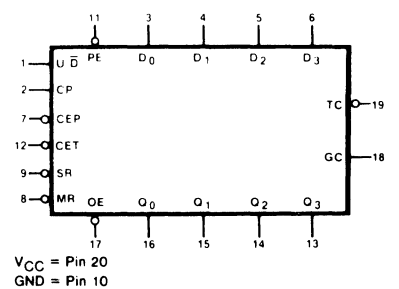 11 3 4 5 6
1 U D̅ PE D0 D1 D2 D3
2 CP
TC 19
7 CEP
12 CET
GC 18
9 SR
8 MR OE Q0 Q1 Q2 Q3
17 16 15 14 13
VCC = Pin 20
GND = Pin 10